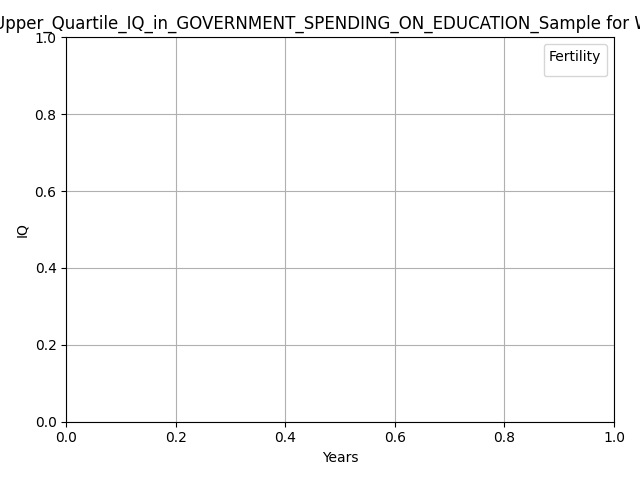 Upper_Quartile_IQ_in_GOVERNMENT_SPENDING_ON_EDUCATION_Sample for
Fertility
1.0
0.8
0.6
0.4
0.2
0.0
IQ
0.0 0.2 0.4 0.6 0.8 1.0
Years